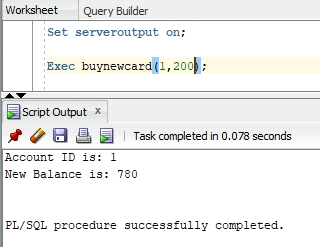 Worksheet Query Builder
Set serveroutput on;
Exec buynewcard(1,200);
Script Output x
Task completed in 0.078 seconds
Account ID is: 1
New Balance is: 780
PL/SQL procedure successfully completed.